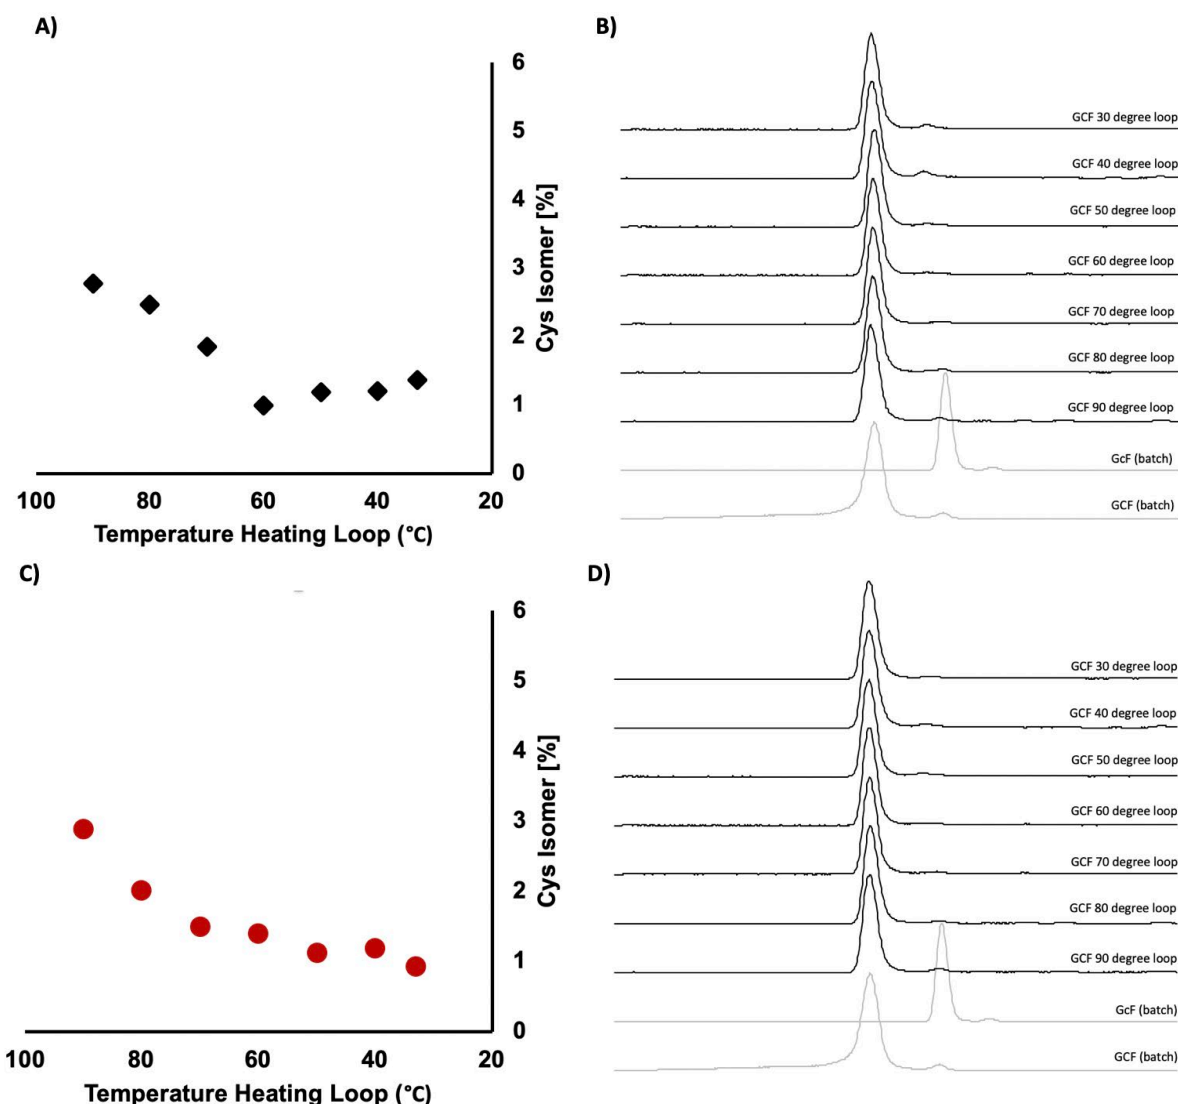 A)
6
5
4
3
2
1
0
Cys Isomer [%]
100 80 60 40 20
Temperature Heating Loop (°C)
B)
GCF 30 degree loop
GCF 40 degree loop
GCF 50 degree loop
GCF 60 degree loop
GCF 70 degree loop
GCF 80 degree loop
GCF 90 degree loop
GcF (batch)
GCF (batch)
C)
6
5
4
3
2
1
0
Cys Isomer [%]
100 80 60 40 20
Temperature Heating Loop (°C)
D)
GCF 30 degree loop
GCF 40 degree loop
GCF 50 degree loop
GCF 60 degree loop
GCF 70 degree loop
GCF 80 degree loop
GCF 90 degree loop
GcF (batch)
GCF (batch)